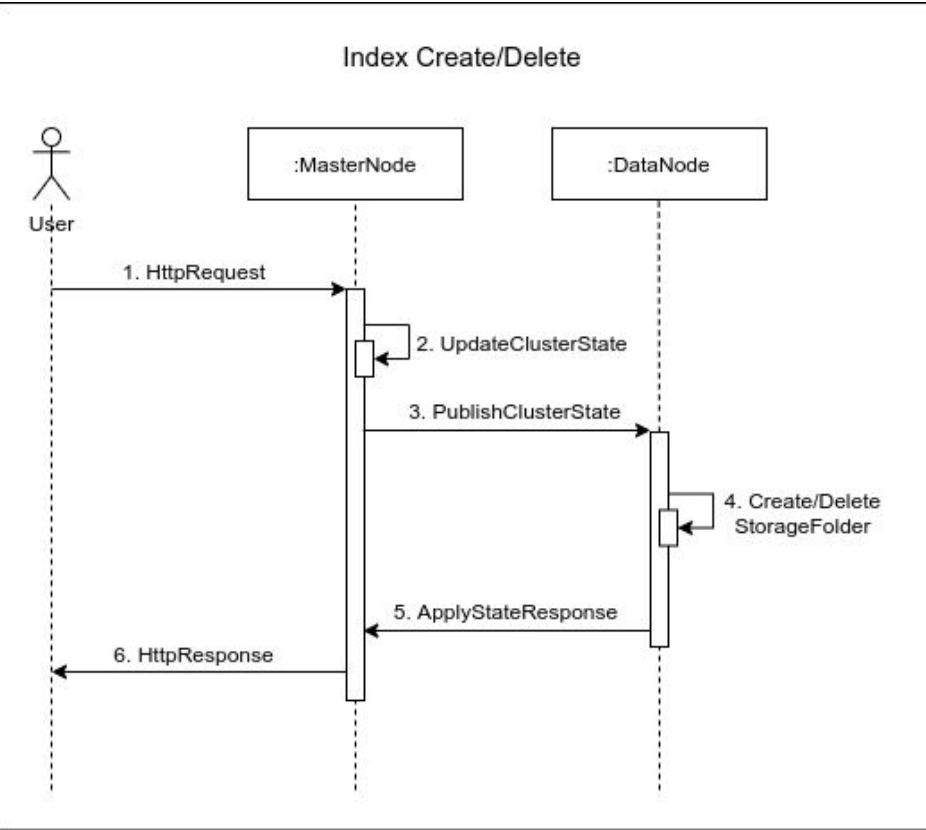 Index Create/Delete
:MasterNode
:DataNode
User
1. HttpRequest
2. UpdateClusterState
3. PublishClusterState
4. Create/Delete
StorageFolder
5. ApplyStateResponse
6. HttpResponse